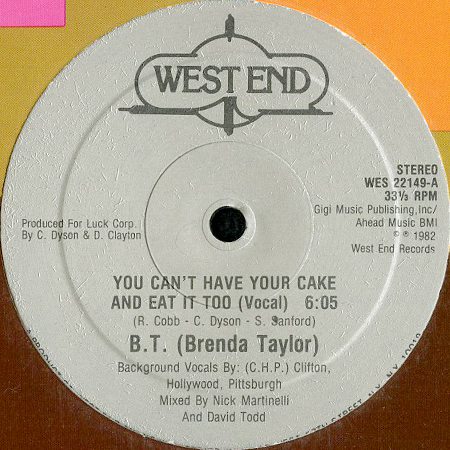 WEST END
STEREO
WES 22149-A
33⅓ RPM
Gigi Music Publishing,Inc/
Ahead Music BMI
© ℗ 1982
West End Records
Produced For Luck Corp.
By C. Dyson & D. Clayton
YOU CAN'T HAVE YOUR CAKE
AND EAT IT TOO (Vocal) 6:05
(R. Cobb - C. Dyson - S. Sanford)
B.T. (Brenda Taylor)
Background Vocals By: (C.H.P.) Clifton,
Hollywood, Pittsburgh
Mixed By Nick Martinelli
And David Todd
STREET, N.Y. N.Y.